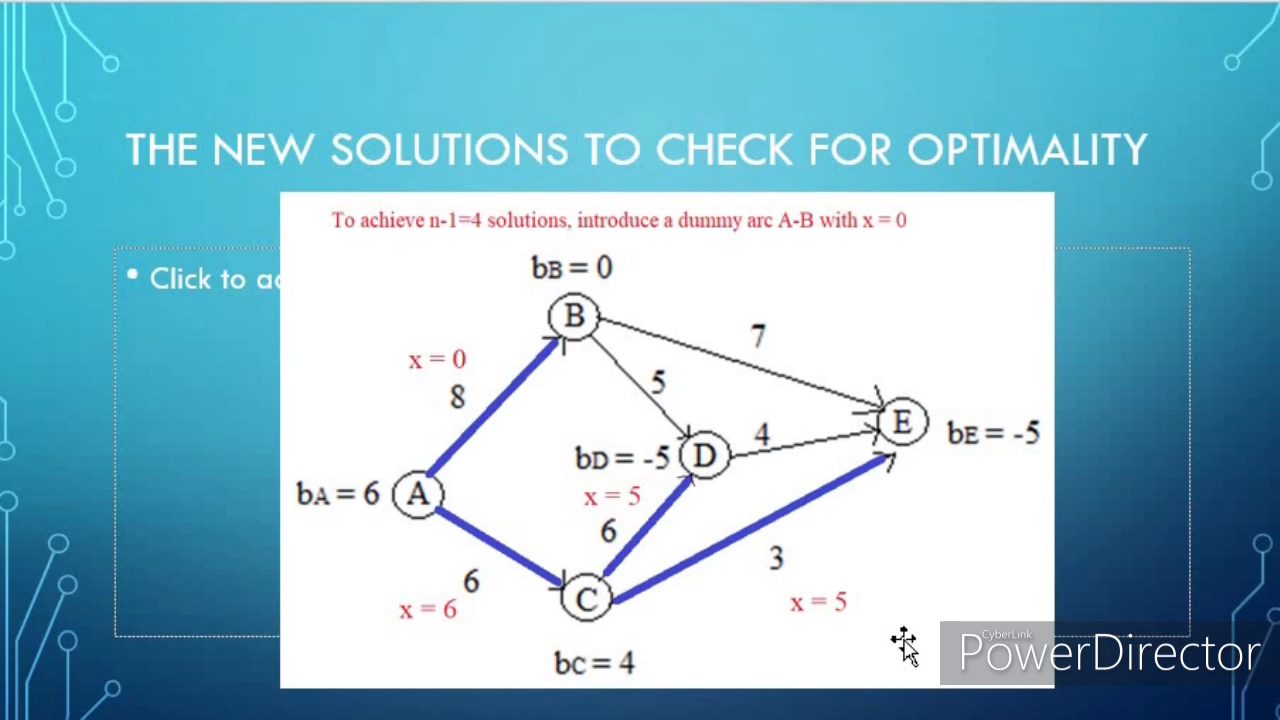 THE NEW SOLUTIONS TO CHECK FOR OPTIMALITY
To achieve n-1=4 solutions, introduce a dummy arc A-B with x = 0
• Click to
bB = 0
B
7
x = 0
8
5
E
bE = -5
4
bD = -5
D
bA = 6
A
x = 5
6
3
6
x = 6
C
x = 5
bC = 4
CyberLink
PowerDirector